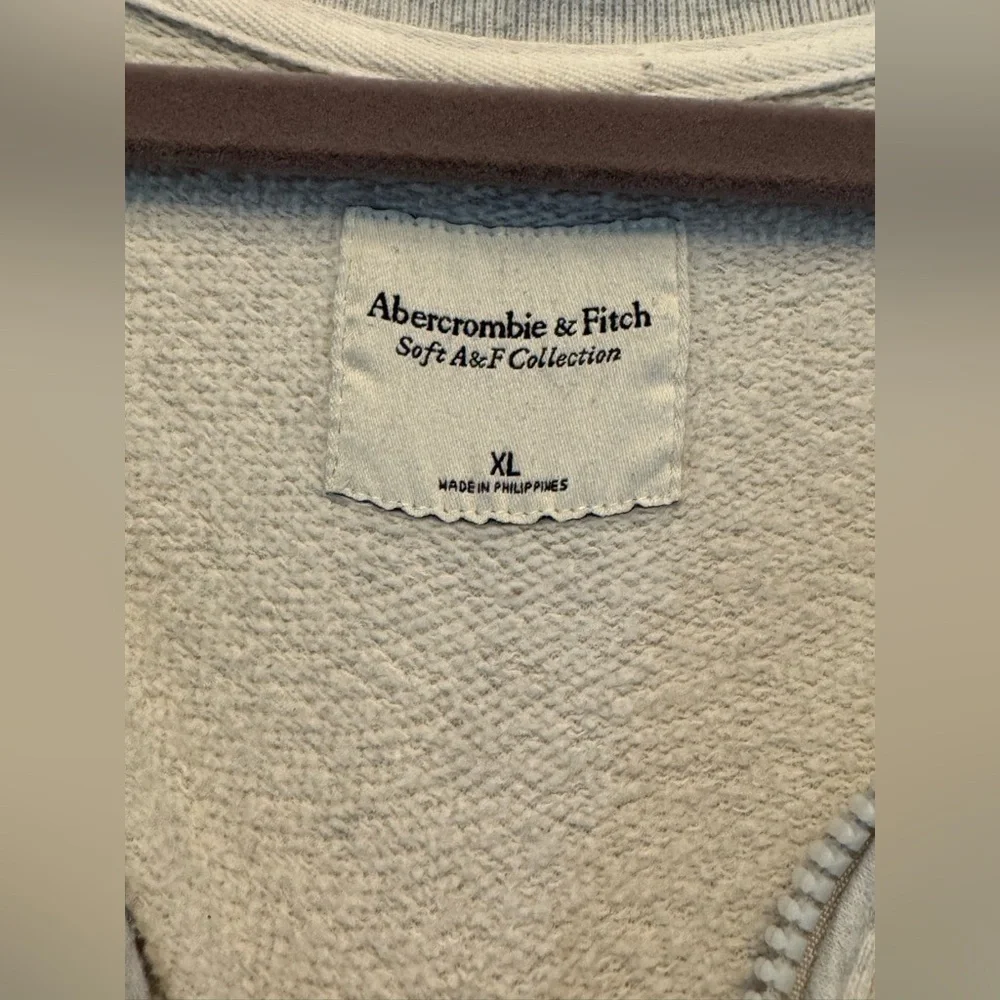 Abercrombie & Fitch
Soft A&F Collection
XL
MADE IN PHILIPPINES